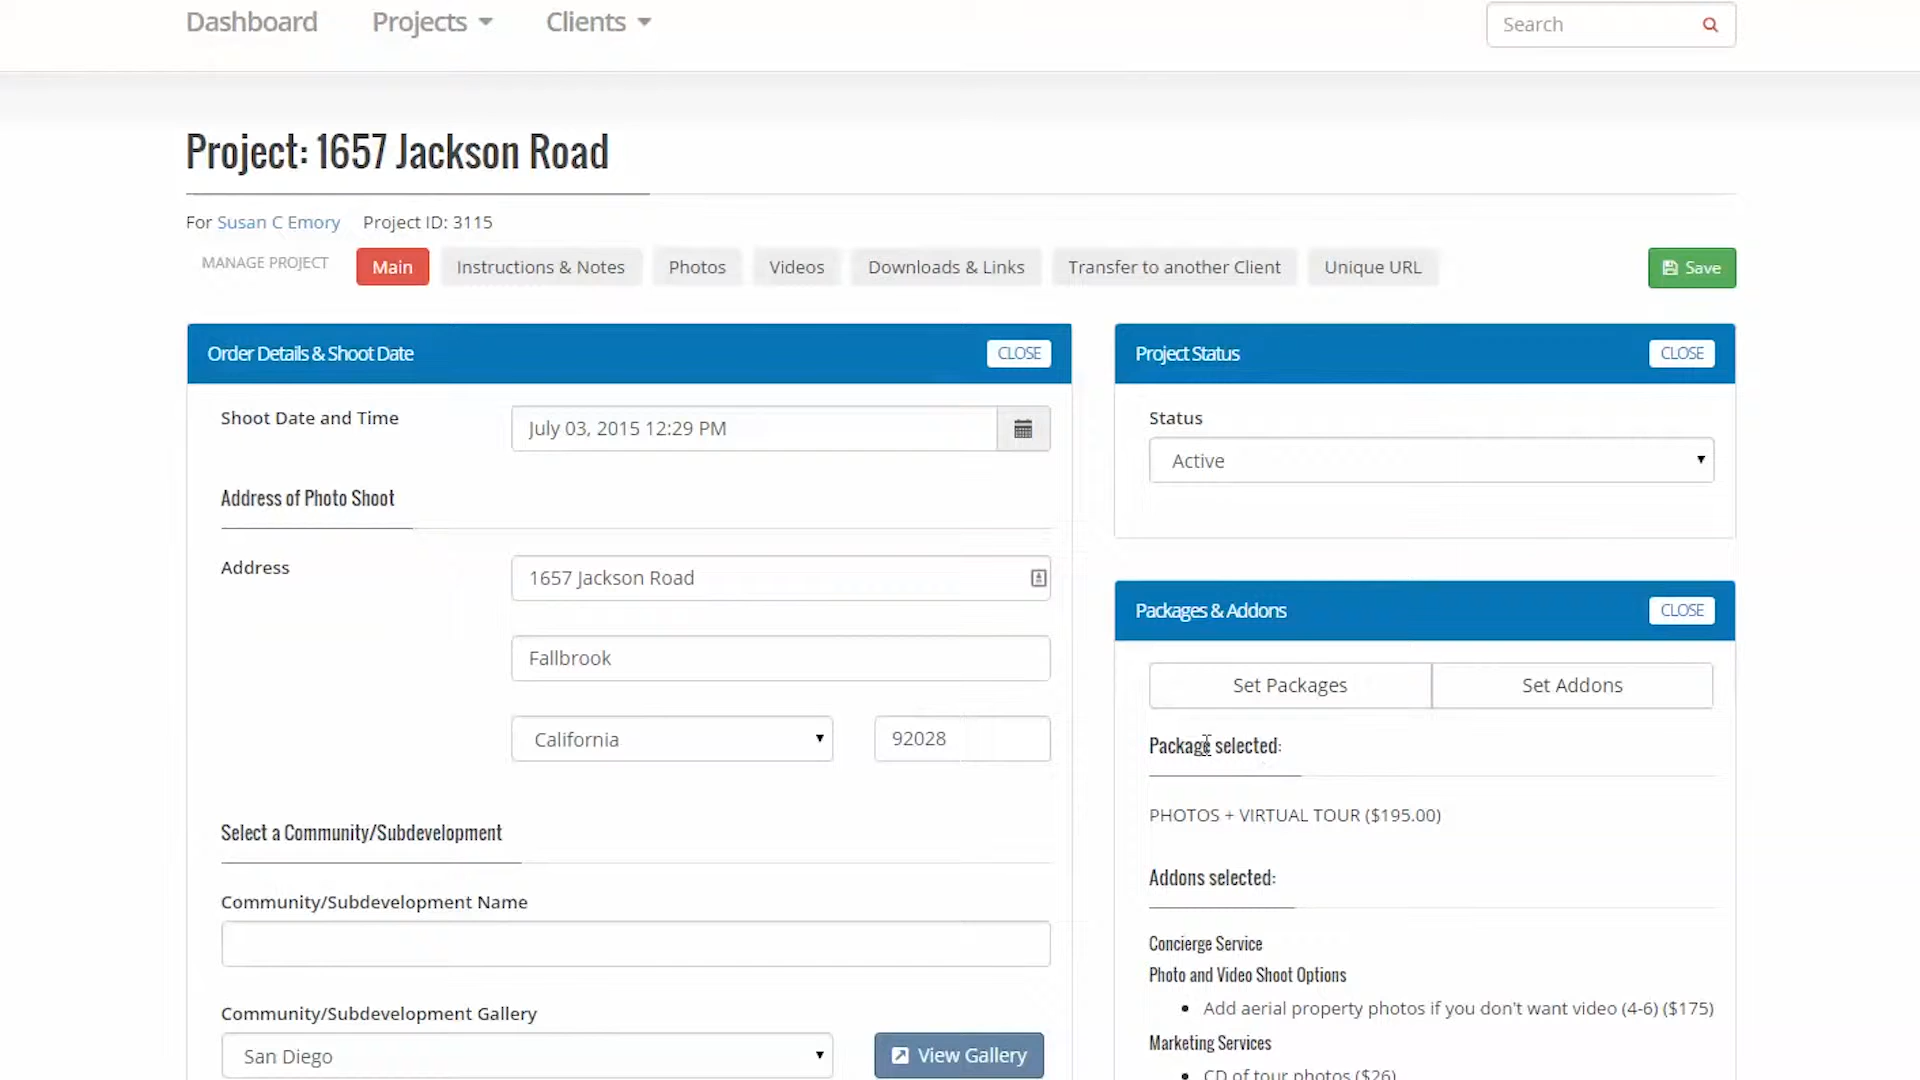 Dashboard Projects Clients Search
Project: 1657 Jackson Road
For Susan C Emory Project ID: 3115
MANAGE PROJECT Main Instructions & Notes Photos Videos Downloads & Links Transfer to another Client Unique URL Save
Order Details & Shoot Date CLOSE
Shoot Date and Time July 03, 2015 12:29 PM
Address of Photo Shoot
Address 1657 Jackson Road
Fallbrook
California 92028
Select a Community/Subdevelopment
Community/Subdevelopment Name
Community/Subdevelopment Gallery
San Diego View Gallery
Project Status CLOSE
Status
Active
Packages & Addons CLOSE
Set Packages Set Addons
Package selected:
PHOTOS + VIRTUAL TOUR ($195.00)
Addons selected:
Concierge Service
Photo and Video Shoot Options
• Add aerial property photos if you don't want video (4-6) ($175)
Marketing Services
• CD of tour photos ($26)